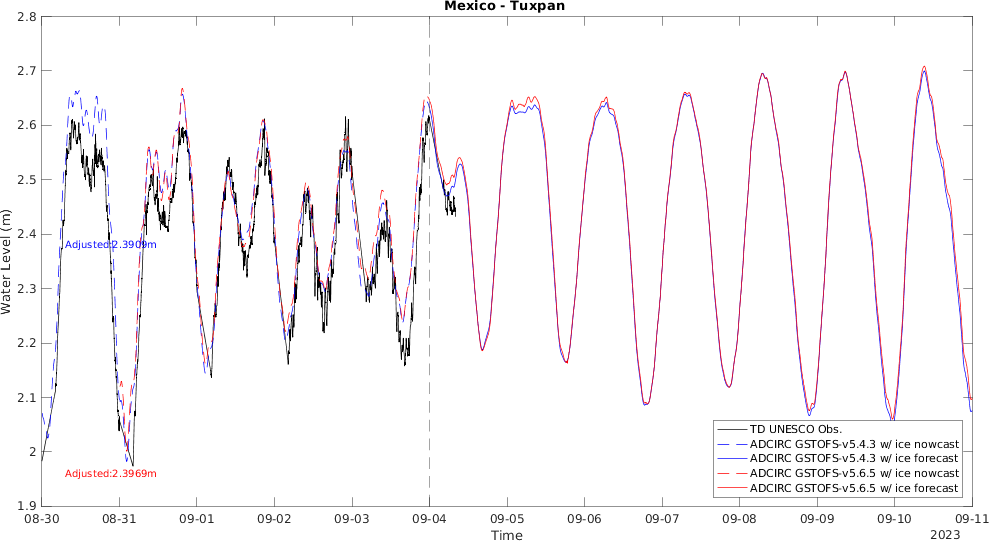 Mexico - Tuxpan
Water Level (m)
2.8
2.7
2.6
2.5
2.4
2.3
2.2
2.1
2
1.9
Adjusted:2.3909m
Adjusted:2.3969m
TD UNESCO Obs.
ADCIRC GSTOFS-v5.4.3 w/ ice nowcast
ADCIRC GSTOFS-v5.4.3 w/ ice forecast
ADCIRC GSTOFS-v5.6.5 w/ ice nowcast
ADCIRC GSTOFS-v5.6.5 w/ ice forecast
08-30 08-31 09-01 09-02 09-03 09-04 09-05 09-06 09-07 09-08 09-09 09-10 09-11
Time
2023